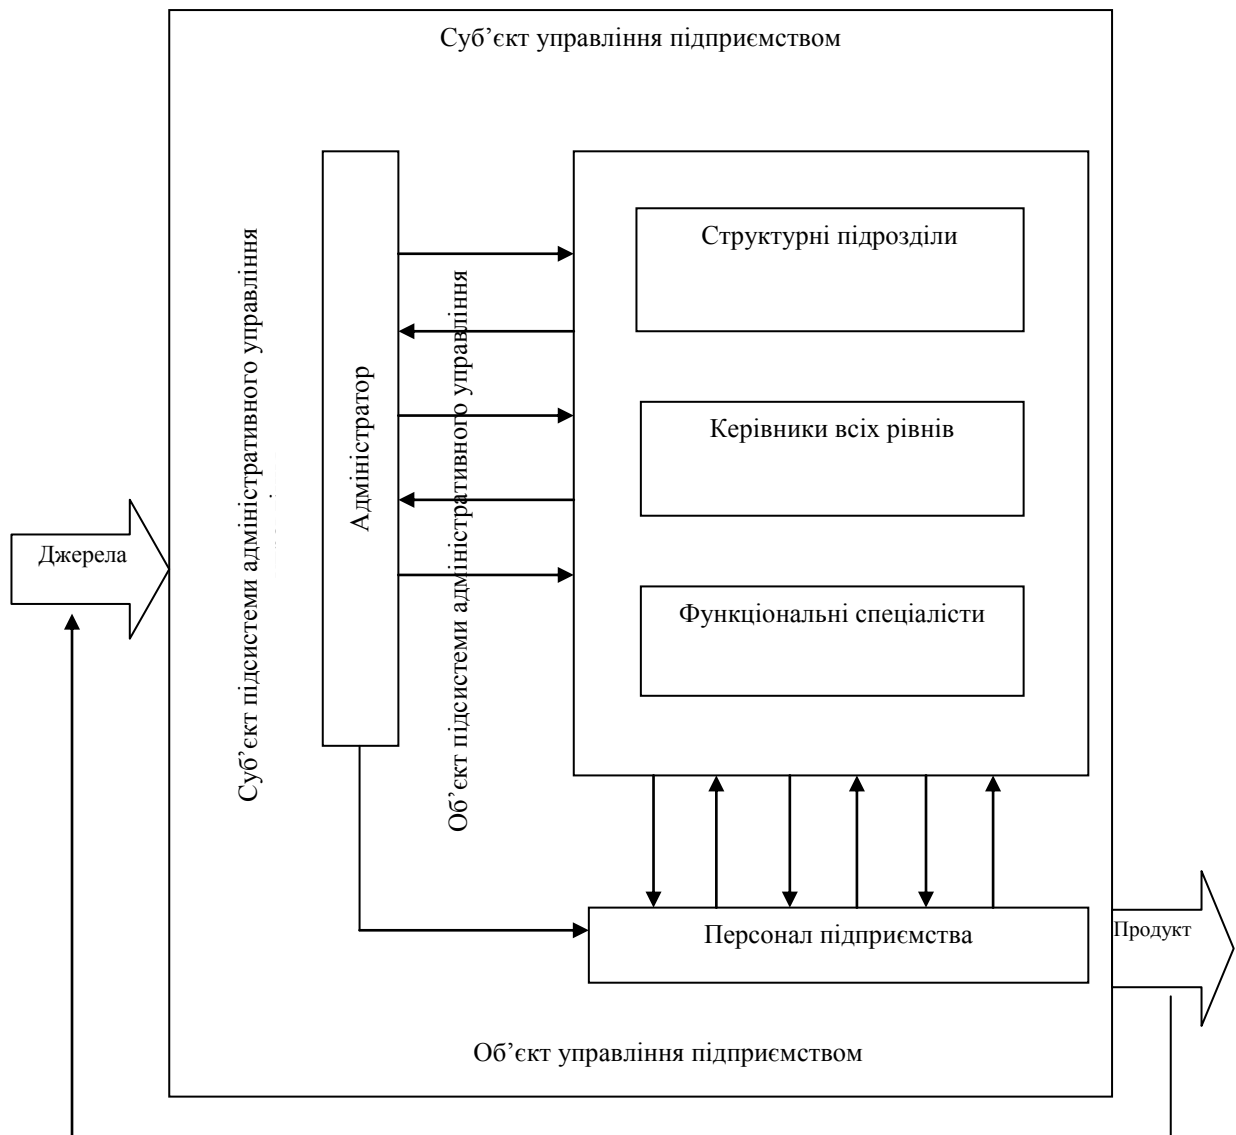 Суб’єкт управління підприємством
Суб’єкт підсистеми адміністративного управління
Адміністратор
Об’єкт підсистеми адміністративного управління
Структурні підрозділи
Керівники всіх рівнів
Функціональні спеціалісти
Джерела
Персонал підприємства
Продукт
Об’єкт управління підприємством